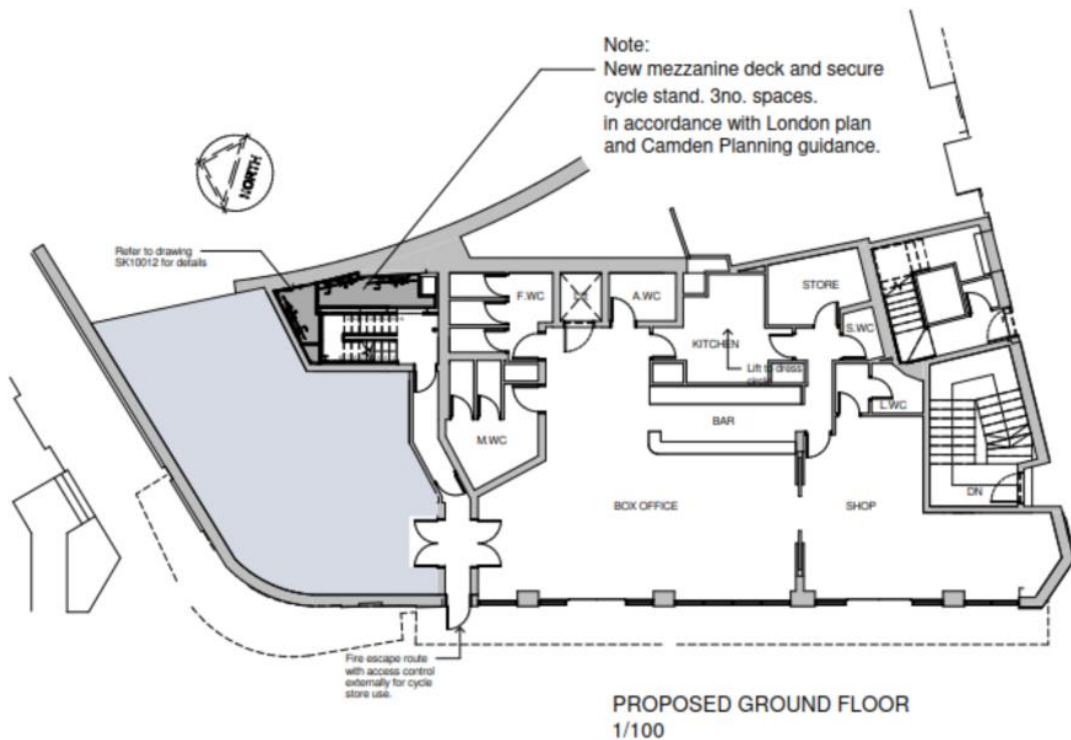 Note:
New mezzanine deck and secure
cycle stand. 3no. spaces.
in accordance with London plan
and Camden Planning guidance.
NORTH
Refer to drawing
SK10012 for details
F.WC
A.WC
STORE
S.WC
KITCHEN
Lift to dress
circle
L.WC
BAR
M.WC
DN
BOX OFFICE
SHOP
Fire escape route
with access control
externally for cycle
store use.
PROPOSED GROUND FLOOR
1/100